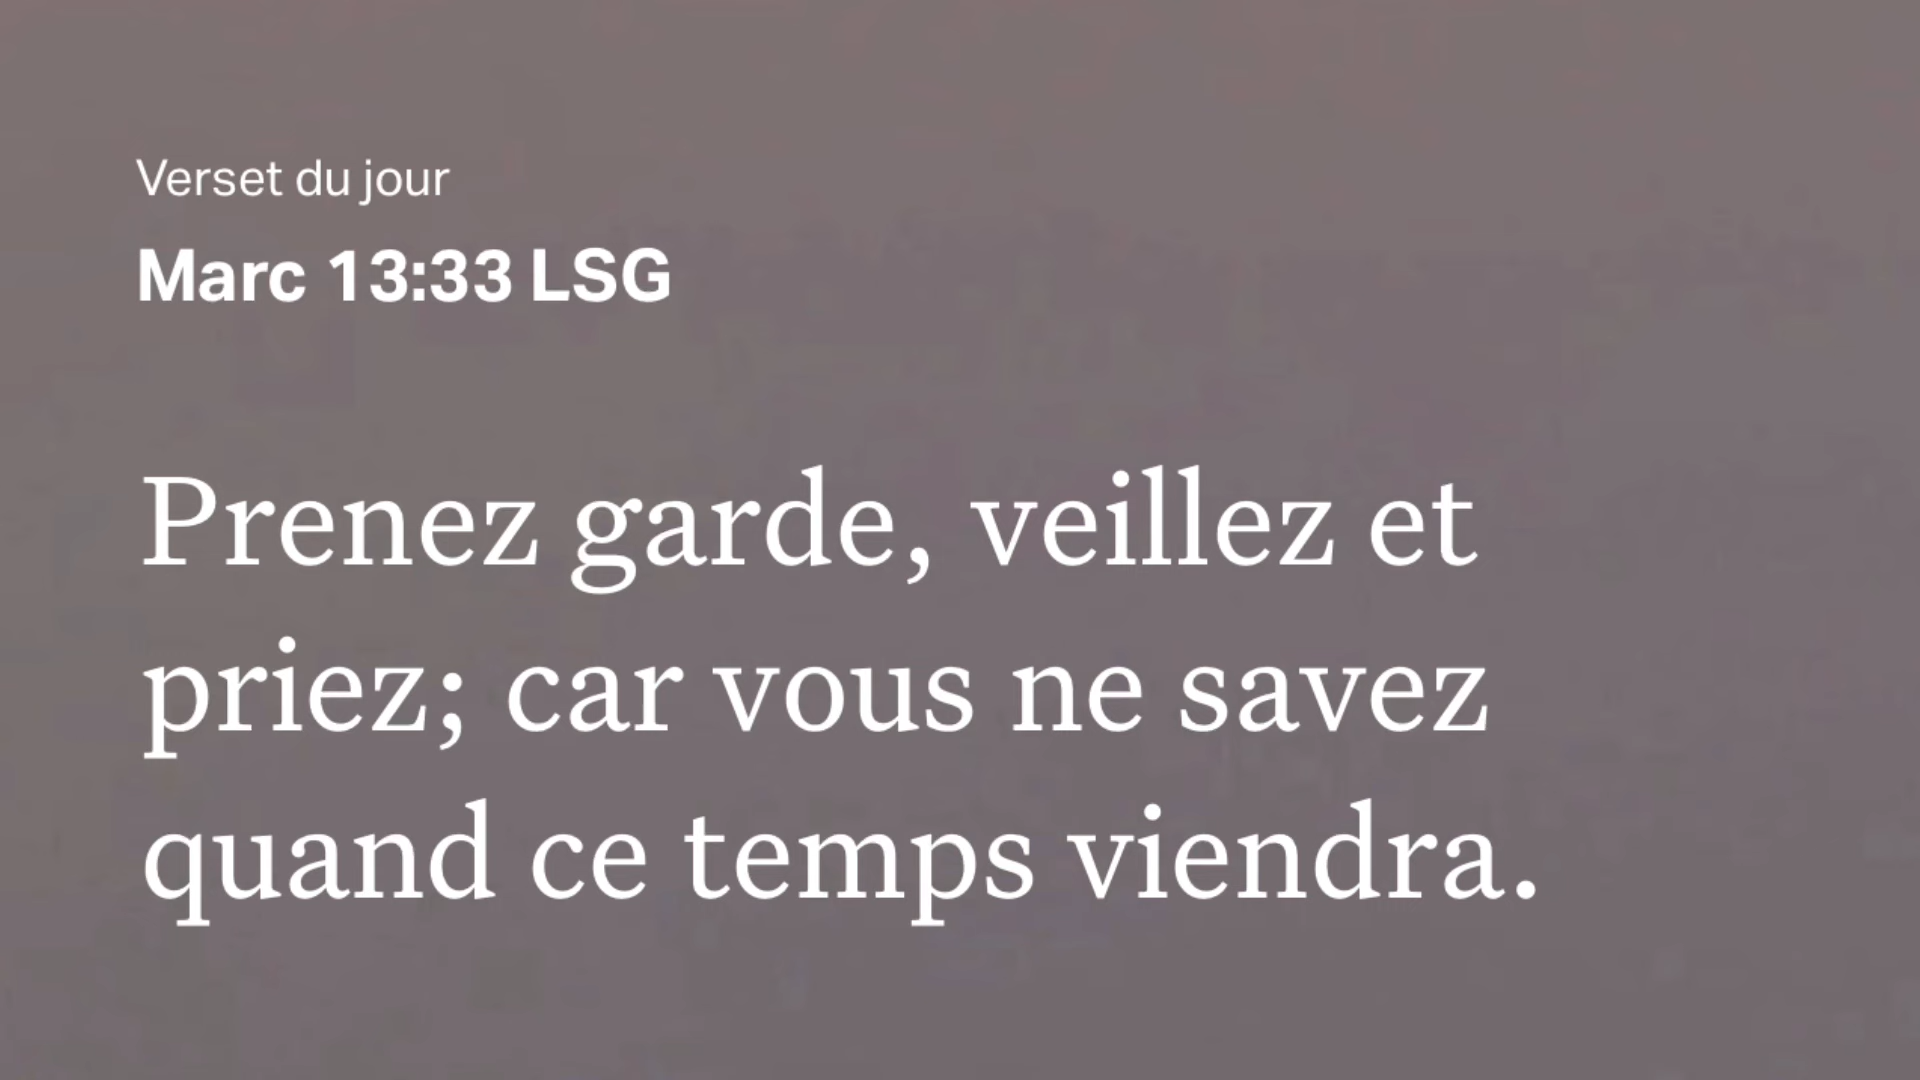 Verset du jour
Marc 13:33 LSG
Prenez garde, veillez et
priez; car vous ne savez
quand ce temps viendra.